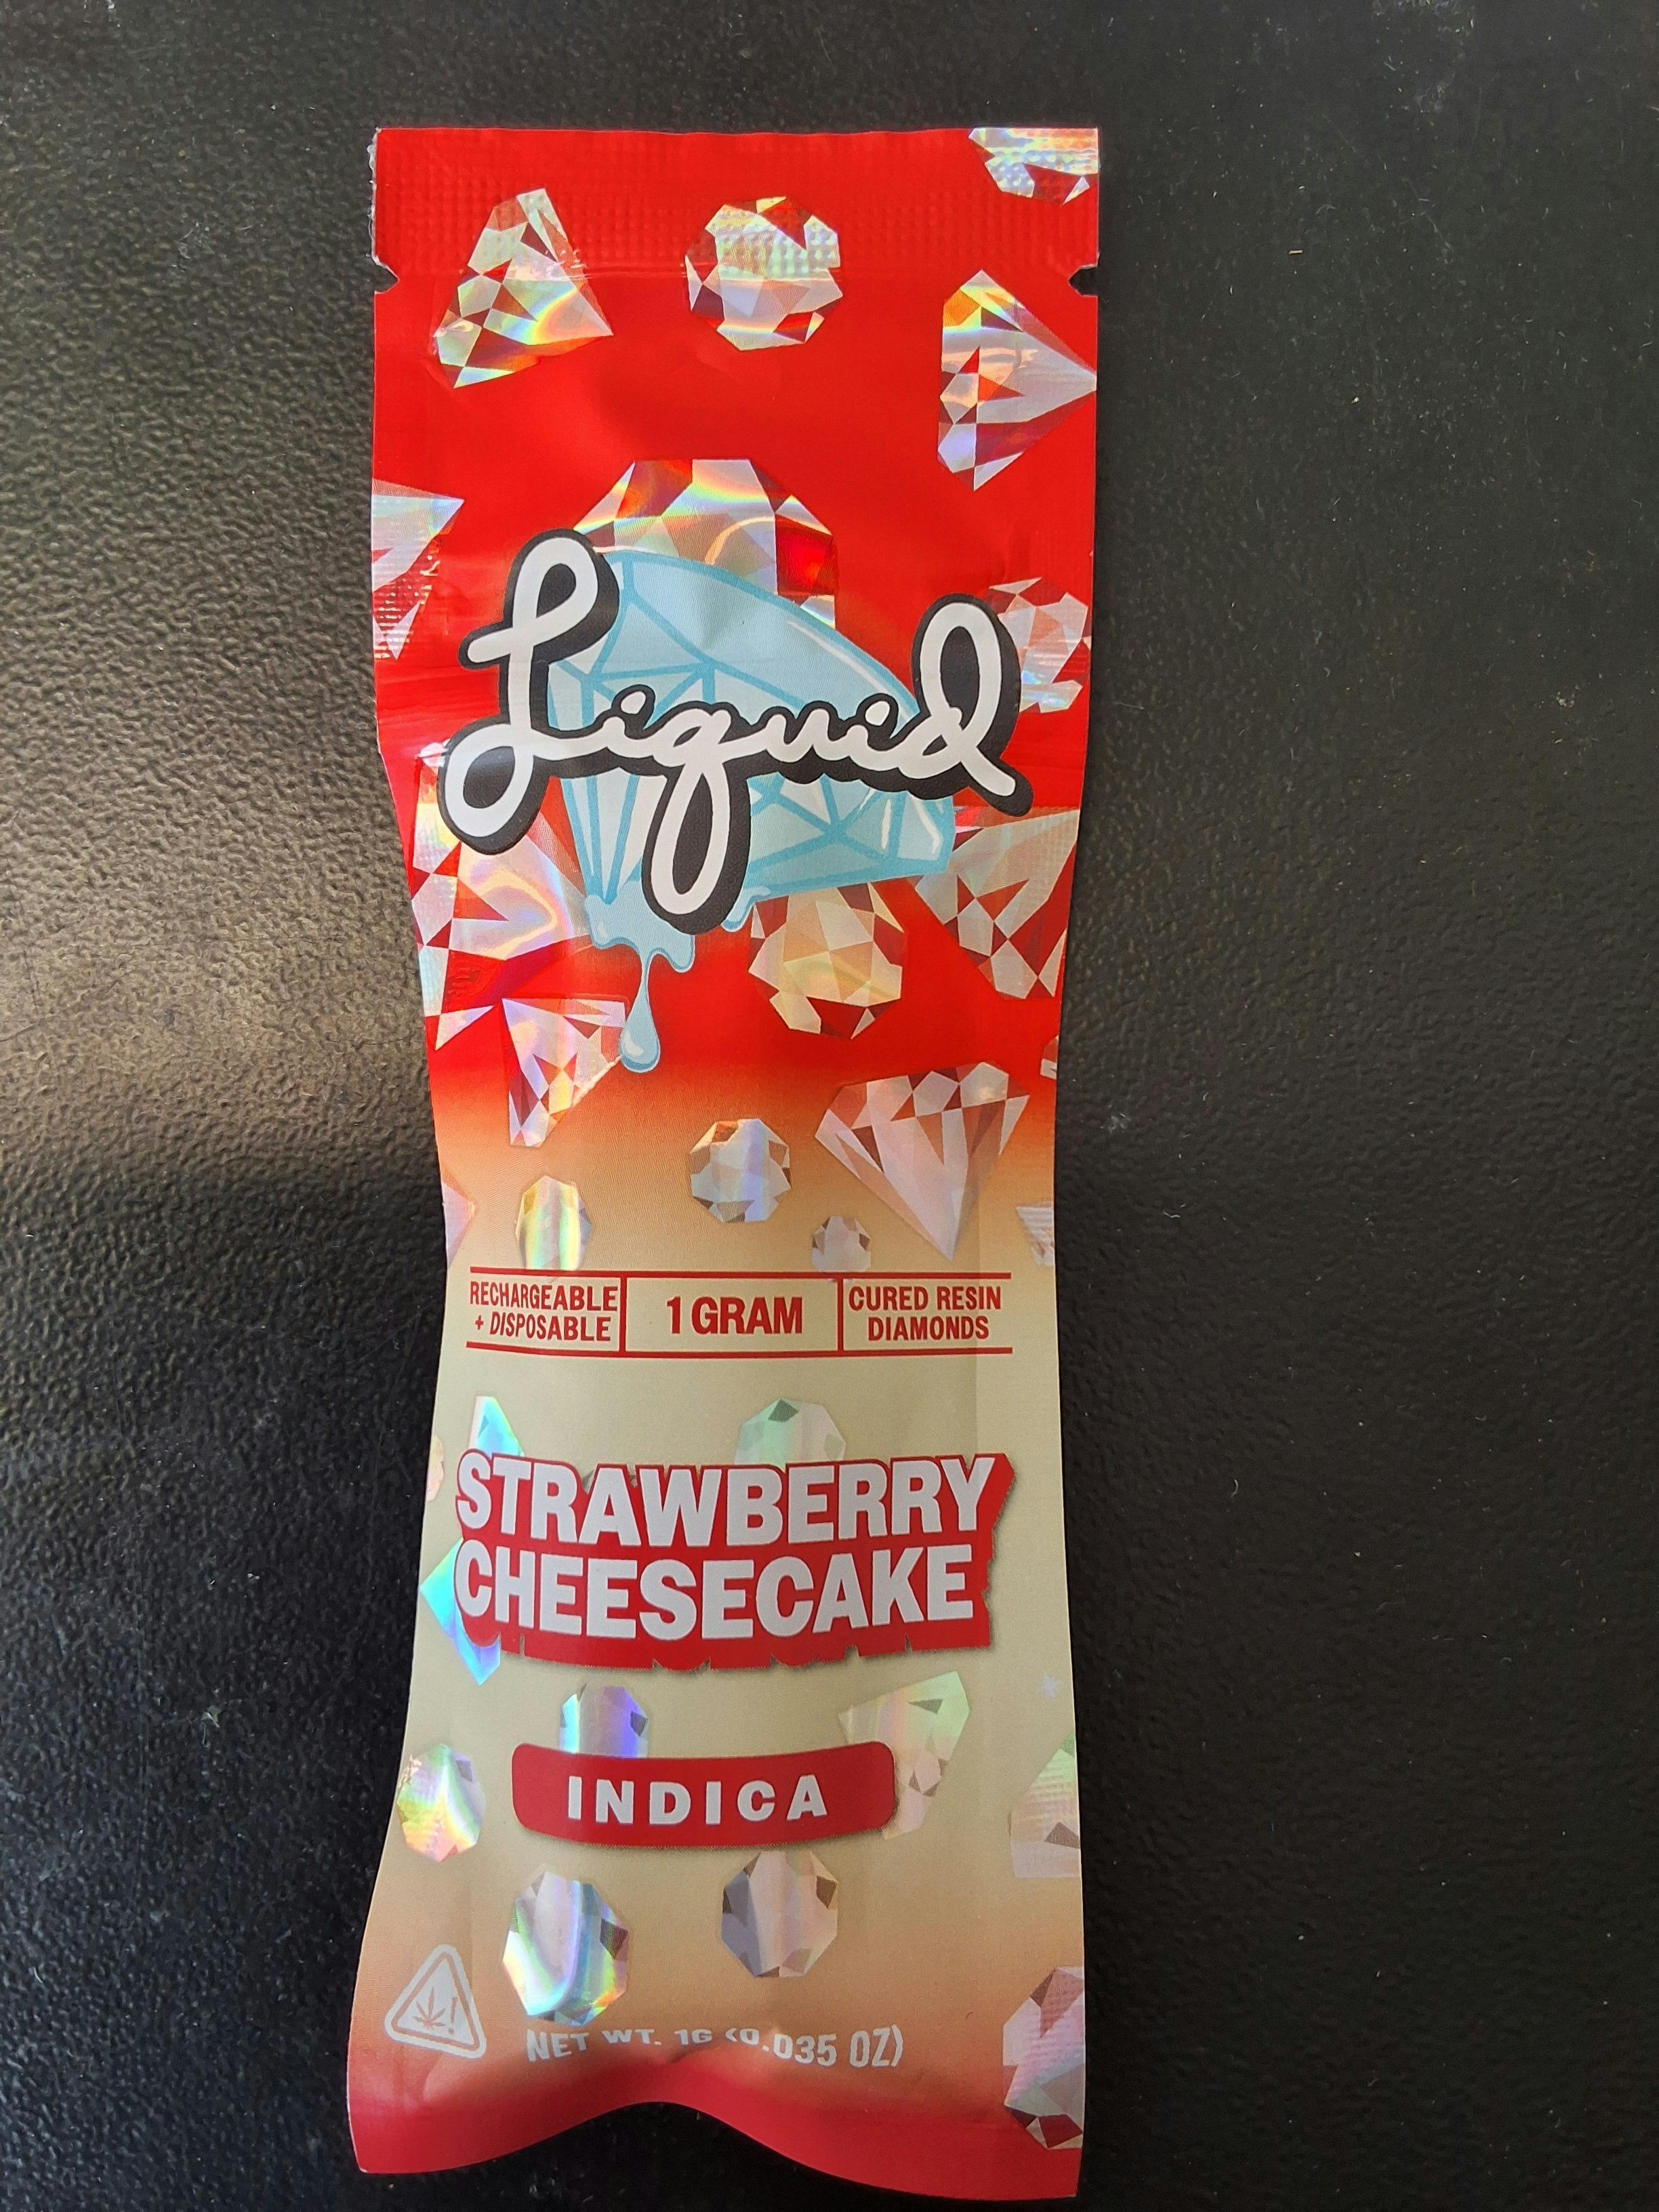 Liquid
RECHARGEABLE
+ DISPOSABLE
1 GRAM
CURED RESIN
DIAMONDS
STRAWBERRY
CHEESECAKE
INDICA
!
NET WT. 1G (0.035 OZ)